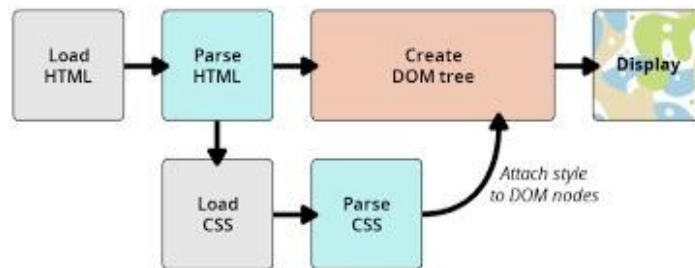 Load
HTML
Parse
HTML
Create
DOM tree
Display
Load
CSS
Parse
CSS
Attach style
to DOM nodes